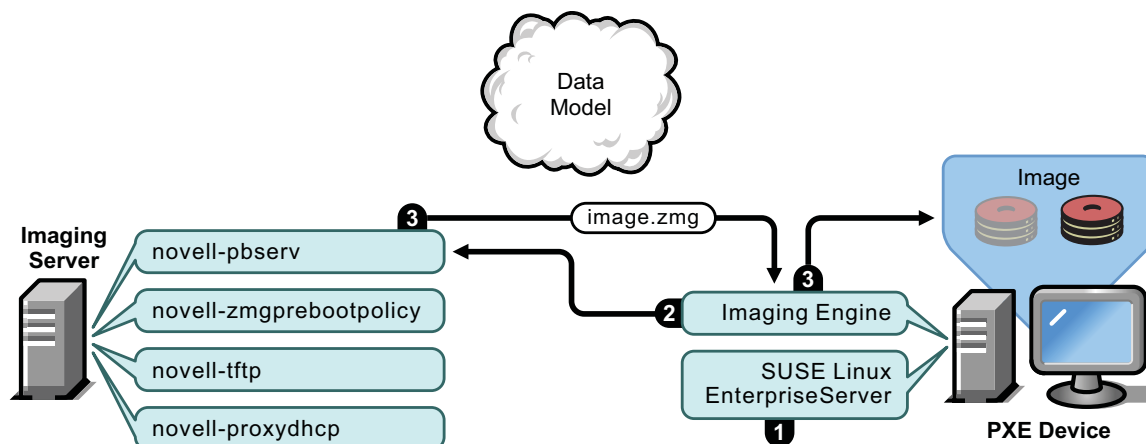 Data
Model
Image
3
image.zmg
3
Imaging
Server
novell-pbserv
novell-zmgprebootpolicy
2
Imaging Engine
novell-tftp
SUSE Linux
EnterpriseServer
novell-proxydhcp
1
PXE Device